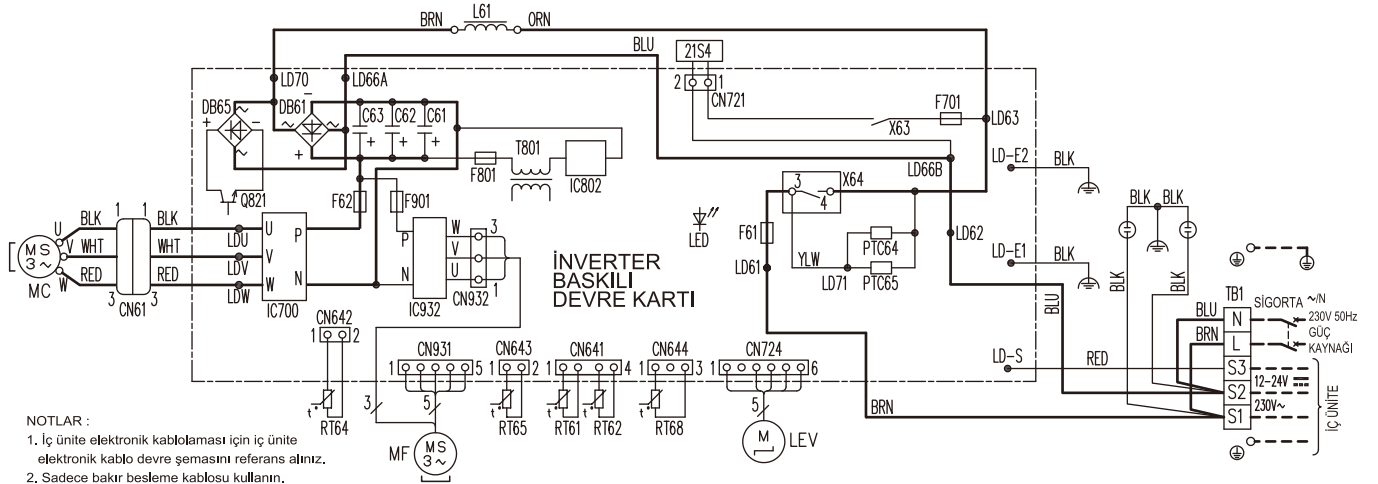 BRN L61 ORN
BLU
21S4
2 1
CN721
LD70
LD66A
DB65
DB61
~ ~ ~ ~
+ - - +
C63 C62 C61
+ + +
F701
X63
LD63
T801
F801
IC802
Q821
F62
F901
LD66B
LD-E2 BLK
3 X64
4
LED
F61
LD61
YLW
LD71
PTC64
PTC65
LD62
LD-E1 BLK
BLU
U BLK 1 1 BLK LDU U P
MS 3~ V WHT WHT LDV V
MC W RED 3 3 RED LDW W N
CN61
IC700
P
N
IC932
W 3
V
U 1
CN932
İNVERTER
BASKILI
DEVRE KARTI
BLK BLK
BLK BLK
TB1
BLU N
BRN L
S3
S2
S1
SİGORTA ~/N
230V 50Hz
GÜÇ
KAYNAĞI
12-24V
230V~
İÇ ÜNİTE
LD-S RED
BRN
CN642
1 2
t°
RT64
CN931
1 5
3
5
MF MS 3~
CN643
1 2
t°
RT65
CN641
1 4
t° t°
RT61 RT62
CN644
1 3
t°
RT68
CN724
1 6
5
M LEV
NOTLAR :
1. İç ünite elektronik kablolaması için iç ünite
elektronik kablo devre şemasını referans alınız.
2. Sadece bakır besleme kablosu kullanın.